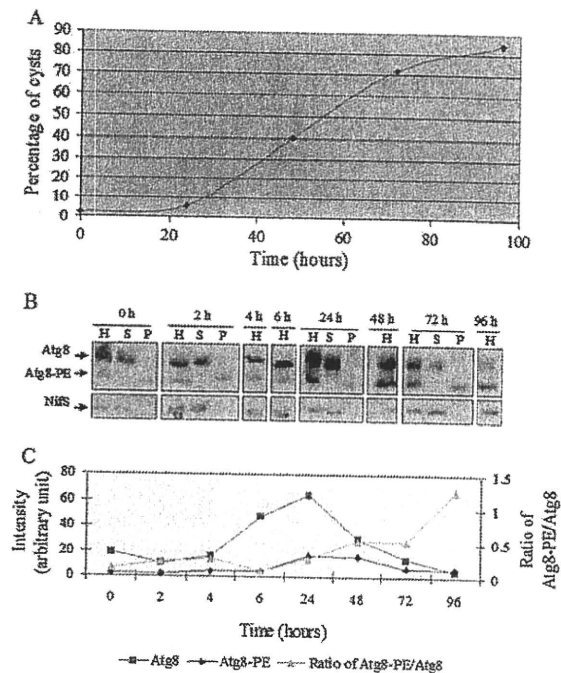 A
90
80
70
60
50
40
30
20
10
0
Percentage of cysts
0 20 40 60 80 100
Time (hours)
B
0 h 2 h 4 h 6 h 24 h 48 h 72 h 96 h
H S P H S P H H H S P H H S P H
Atg8
Atg8-PE
NifS
C
80
60
40
20
0
Intensity
(arbitrary unit)
1.5
1
0.5
0
Ratio of
Atg8-PE/Atg8
0 2 4 6 24 48 72 96
Time (hours)
Atg8 Atg8-PE Ratio of Atg8-PE/Atg8